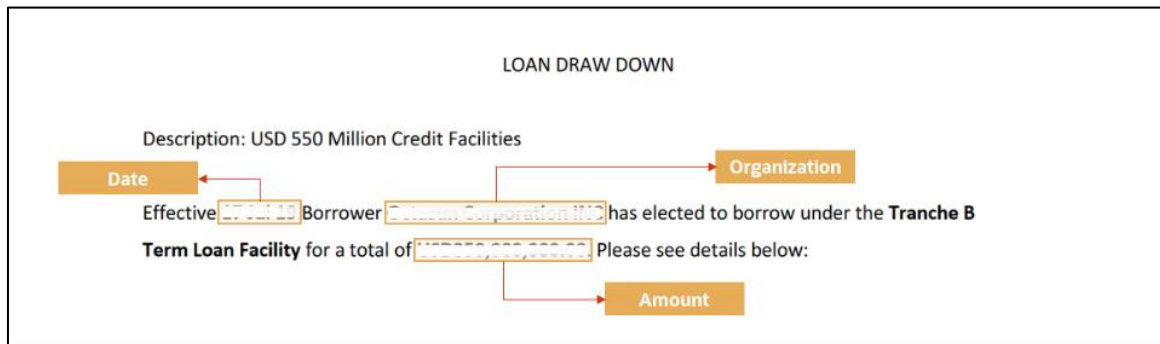 LOAN DRAW DOWN
Description: USD 550 Million Credit Facilities
Organization
Date
Effective Borrower has elected to borrow under the Tranche B
Term Loan Facility for a total of Please see details below:
Amount